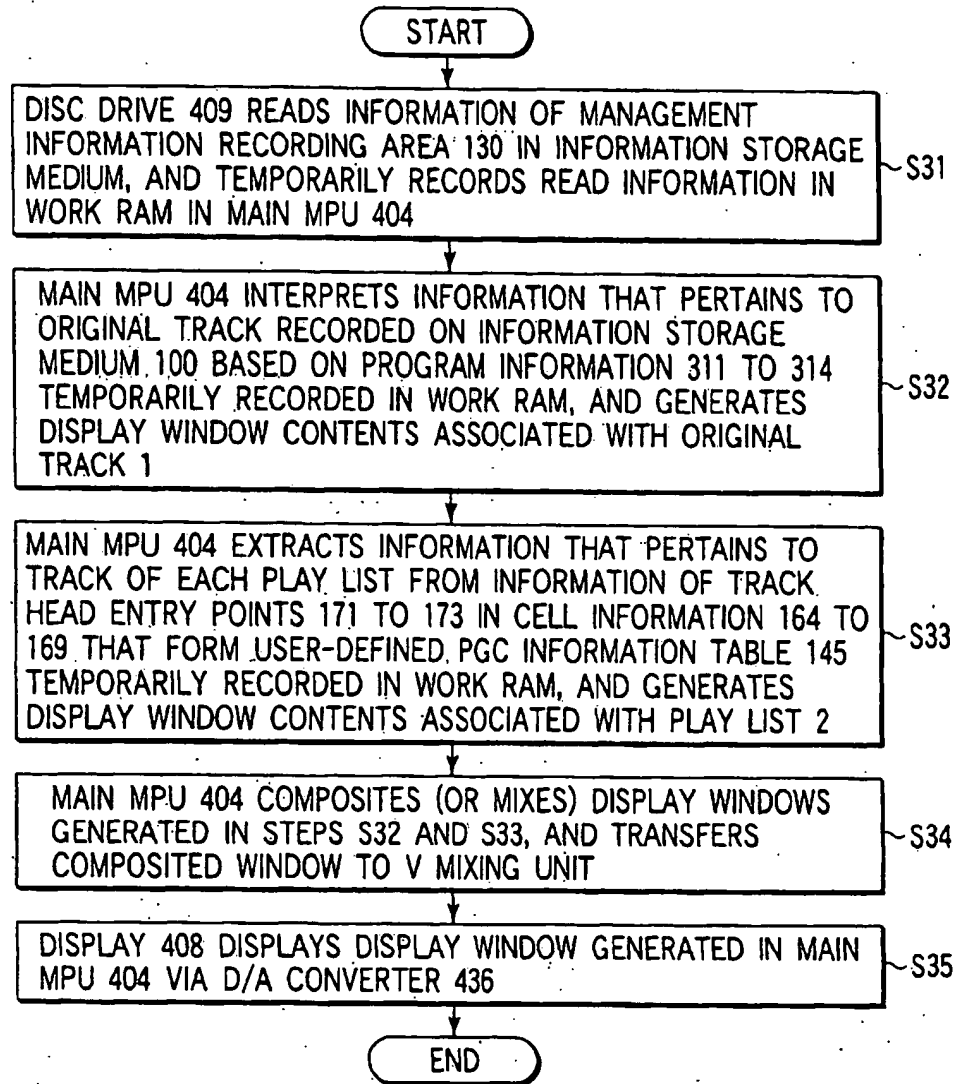 START
DISC DRIVE 409 READS INFORMATION OF MANAGEMENT
INFORMATION RECORDING AREA 130 IN INFORMATION STORAGE
MEDIUM, AND TEMPORARILY RECORDS READ INFORMATION IN
WORK RAM IN MAIN MPU 404
S31
MAIN MPU 404 INTERPRETS INFORMATION THAT PERTAINS TO
ORIGINAL TRACK RECORDED ON INFORMATION STORAGE
MEDIUM 100 BASED ON PROGRAM INFORMATION 311 TO 314
TEMPORARILY RECORDED IN WORK RAM, AND GENERATES
DISPLAY WINDOW CONTENTS ASSOCIATED WITH ORIGINAL
TRACK 1
S32
MAIN MPU 404 EXTRACTS INFORMATION THAT PERTAINS TO
TRACK OF EACH PLAY LIST FROM INFORMATION OF TRACK
HEAD ENTRY POINTS 171 TO 173 IN CELL INFORMATION 164 TO
169 THAT FORM USER-DEFINED PGC INFORMATION TABLE 145
TEMPORARILY RECORDED IN WORK RAM, AND GENERATES
DISPLAY WINDOW CONTENTS ASSOCIATED WITH PLAY LIST 2
S33
MAIN MPU 404 COMPOSITES (OR MIXES) DISPLAY WINDOWS
GENERATED IN STEPS S32 AND S33, AND TRANSFERS
COMPOSITED WINDOW TO V MIXING UNIT
S34
DISPLAY 408 DISPLAYS DISPLAY WINDOW GENERATED IN MAIN
MPU 404 VIA D/A CONVERTER 436
S35
END